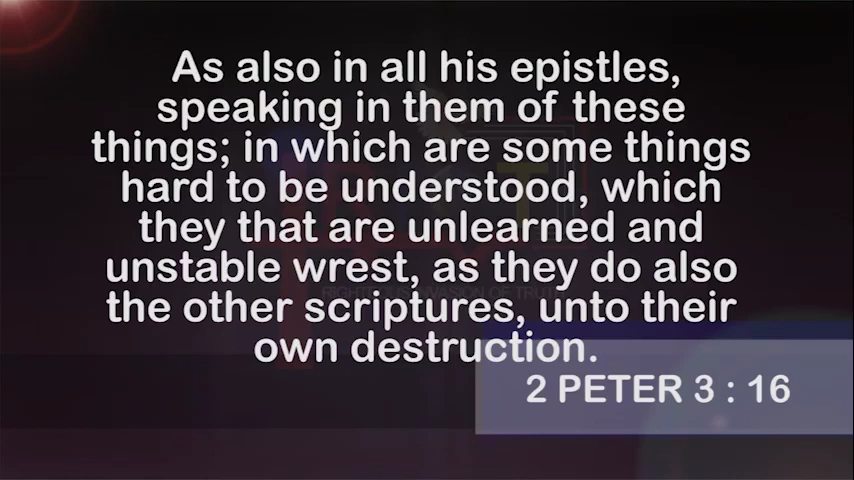 As also in all his epistles,
speaking in them of these
things; in which are some things
hard to be understood, which
they that are unlearned and
unstable wrest, as they do also
the other scriptures, unto their
own destruction.
2 PETER 3 : 16